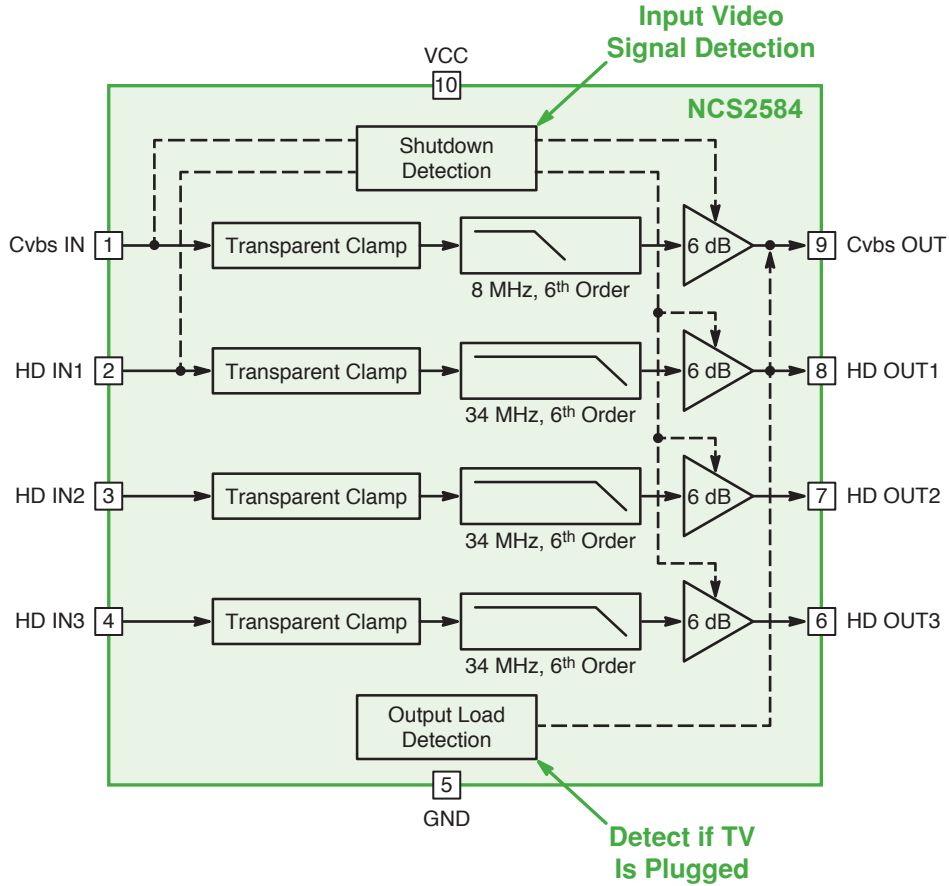 Input Video
Signal Detection
VCC
10
NCS2584
Shutdown
Detection
Cvbs IN 1 Transparent Clamp 6 dB 9 Cvbs OUT
8 MHz, 6th Order
HD IN1 2 Transparent Clamp 6 dB 8 HD OUT1
34 MHz, 6th Order
HD IN2 3 Transparent Clamp 6 dB 7 HD OUT2
34 MHz, 6th Order
HD IN3 4 Transparent Clamp 6 dB 6 HD OUT3
34 MHz, 6th Order
Output Load
Detection
5
GND
Detect if TV
Is Plugged